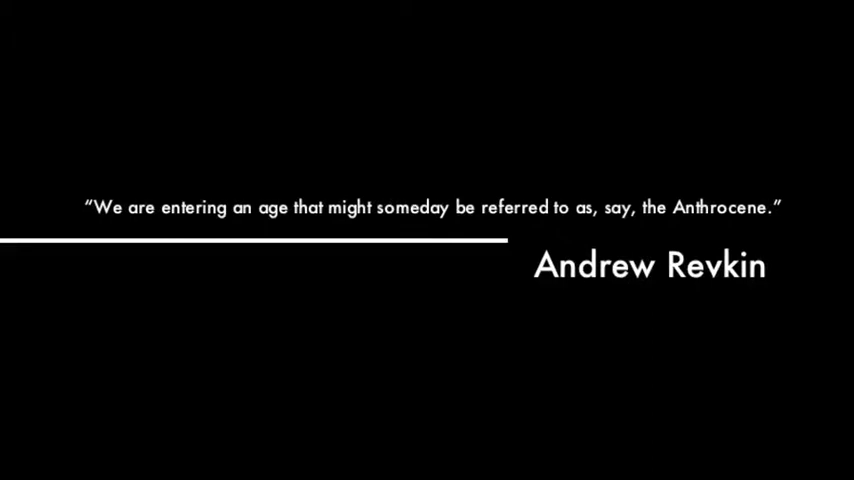 “We are entering an age that might someday be referred to as, say, the Anthrocene.”
Andrew Revkin